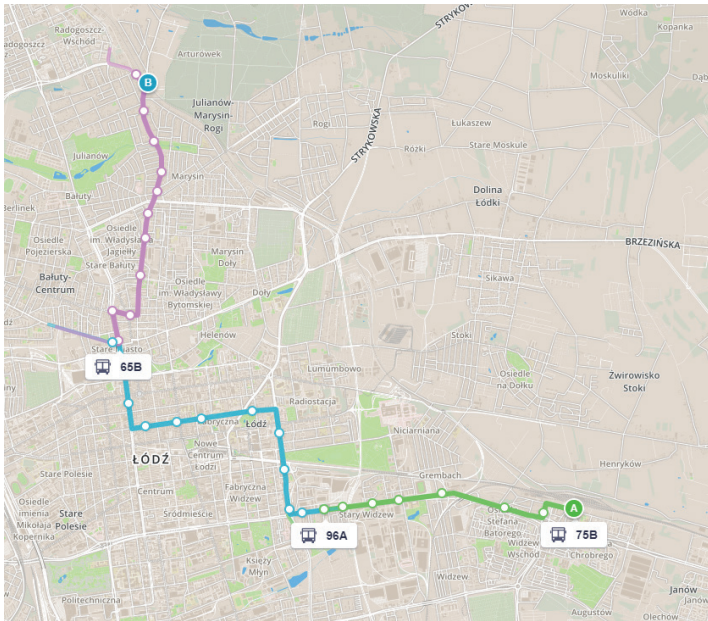 STRYKOWSKA
Wódka
Kopanka
Radogoszcz-
Wschód
Radogoszcz
Arturówek
Moskuliki
B
Julianów-
Marysin-
Rogi
Rogi
Łukaszew
STRYKOWSKA
Różki
Stare Moskule
Julianów
Marysin
Dolina
Łódki
Bałuty
Berlinek
Osiedle
im. Władysława
Jagiełły
Osiedle
Pojezierska
Stare Bałuty
BRZEZIŃSKA
Marysin
Doły
Bałuty-
Centrum
Osiedle
im. Władysławy
Bytomskiej
Doły
Sikawa
Helenów
Stoki
Stare Miasto
65B
Lumumbowo
Osiedle
na Dołku
Żwirowisko
Stoki
Radiostacja
Fabryczna
Łódź
Niciarniana
Nowe
Centrum
Łodzi
ŁÓDŹ
Henryków
Stare Polesie
Centrum
Fabryczna
Widzew
Grembach
Osiedle
imienia
Mikołaja
Kopernika
Stare
Polesie
Śródmieście
Stary Widzew
Stefana
Batorego
A
96A
75B
Widzew
Wschód
Chrobrego
Księży
Młyn
Widzew
Janów
Politechniczna
Augustów
Olechów